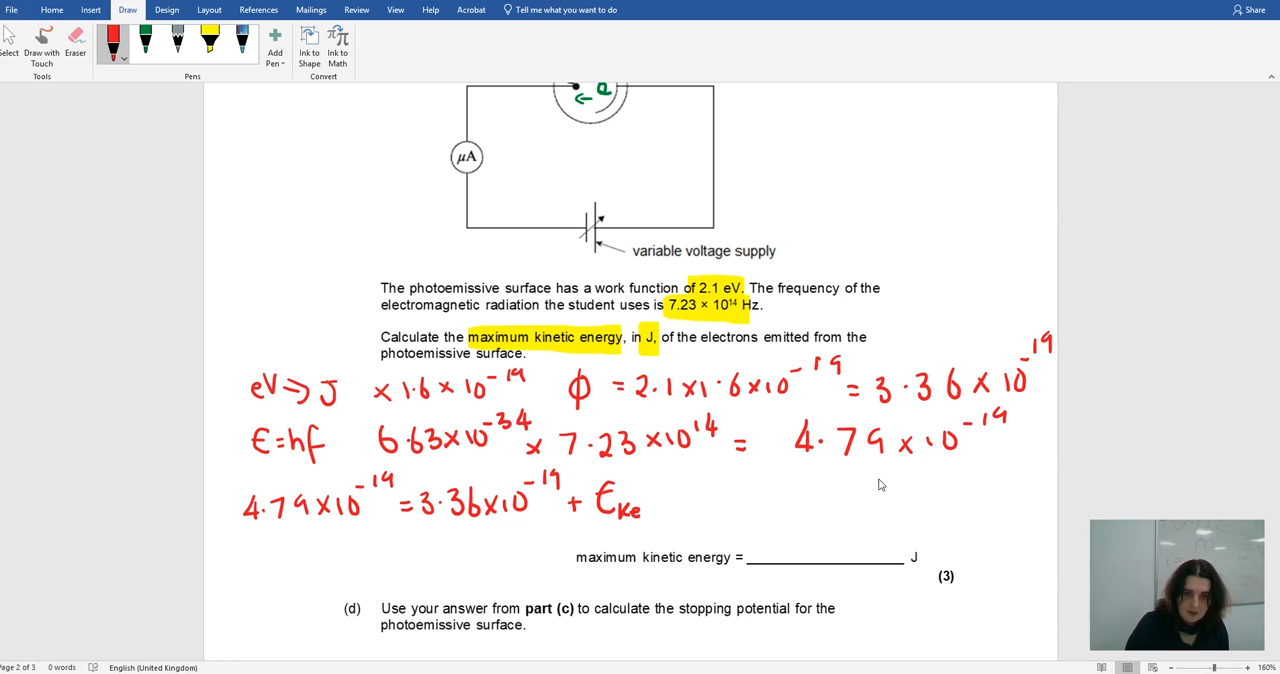 File Home Insert Draw Design Layout References Mailings Review View Help Acrobat Tell me what you want to do Share
Select Draw with Touch Eraser Add Pen Ink to Shape Ink to Math
Tools Pens Convert
← e
μA
variable voltage supply
The photoemissive surface has a work function of 2.1 eV. The frequency of the
electromagnetic radiation the student uses is 7.23 × 10¹⁴ Hz.
Calculate the maximum kinetic energy, in J, of the electrons emitted from the
photoemissive surface.
eV ⇒ J × 1.6 × 10⁻¹⁹ ϕ = 2.1 × 1.6 × 10⁻¹⁹ = 3.36 × 10⁻¹⁹
E = hf 6.63 × 10⁻³⁴ × 7.23 × 10¹⁴ = 4.79 × 10⁻¹⁹
4.79 × 10⁻¹⁹ = 3.36 × 10⁻¹⁹ + E_Ke
maximum kinetic energy = ____________ J
(3)
(d) Use your answer from part (c) to calculate the stopping potential for the
photoemissive surface.
Page 2 of 3 0 words English (United Kingdom) 160%